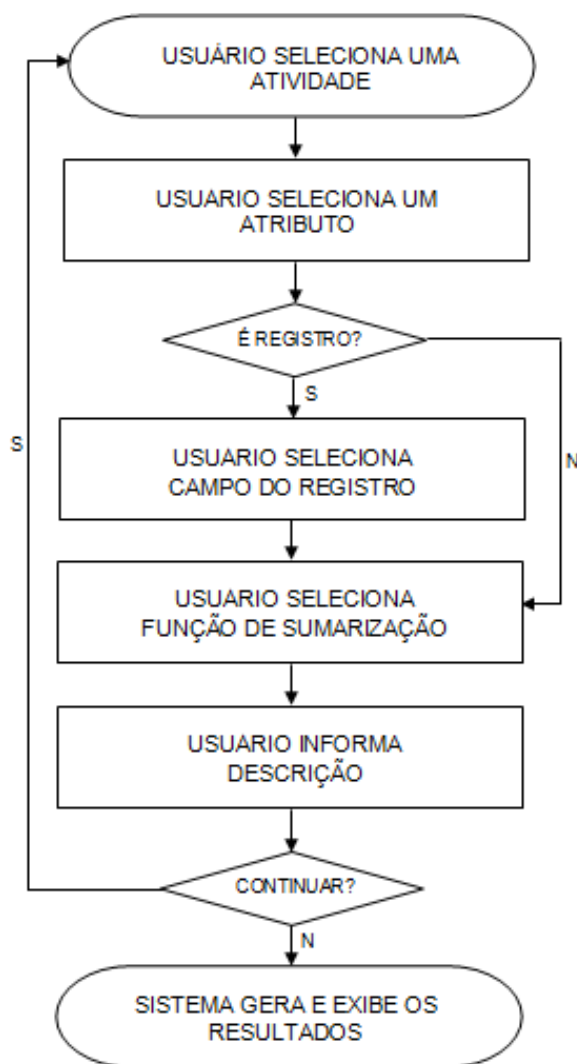 USUÁRIO SELECIONA UMA
ATIVIDADE
USUARIO SELECIONA UM
ATRIBUTO
É REGISTRO?
S
S
USUARIO SELECIONA
CAMPO DO REGISTRO
N
USUARIO SELECIONA
FUNÇÃO DE SUMARIZAÇÃO
USUARIO INFORMA
DESCRIÇÃO
CONTINUAR?
N
SISTEMA GERA E EXIBE OS
RESULTADOS